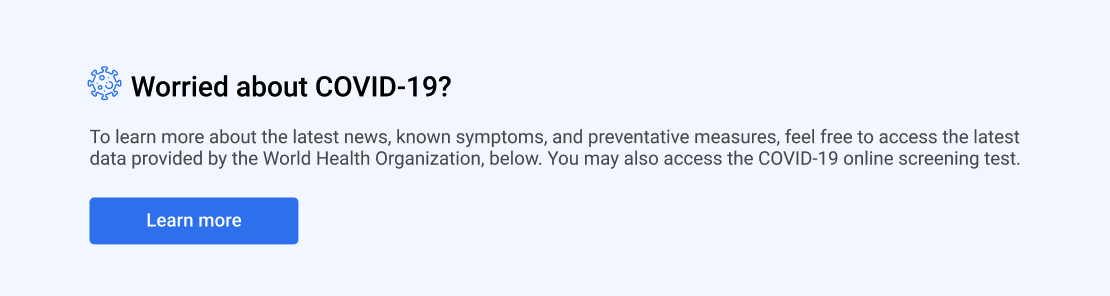 Worried about COVID-19?
To learn more about the latest news, known symptoms, and preventative measures, feel free to access the latest
data provided by the World Health Organization, below. You may also access the COVID-19 online screening test.
Learn more